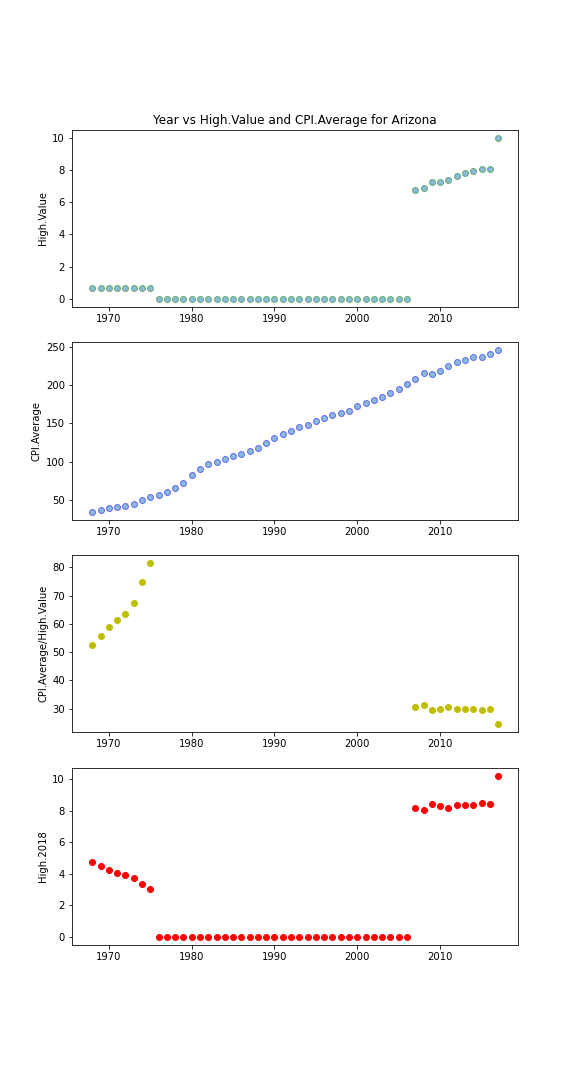 Year vs High.Value and CPI.Average for Arizona
High.Value
10
8
6
4
2
0
1970 1980 1990 2000 2010
CPI.Average
250
200
150
100
50
1970 1980 1990 2000 2010
CPI.Average/High.Value
80
70
60
50
40
30
1970 1980 1990 2000 2010
High.2018
10
8
6
4
2
0
1970 1980 1990 2000 2010